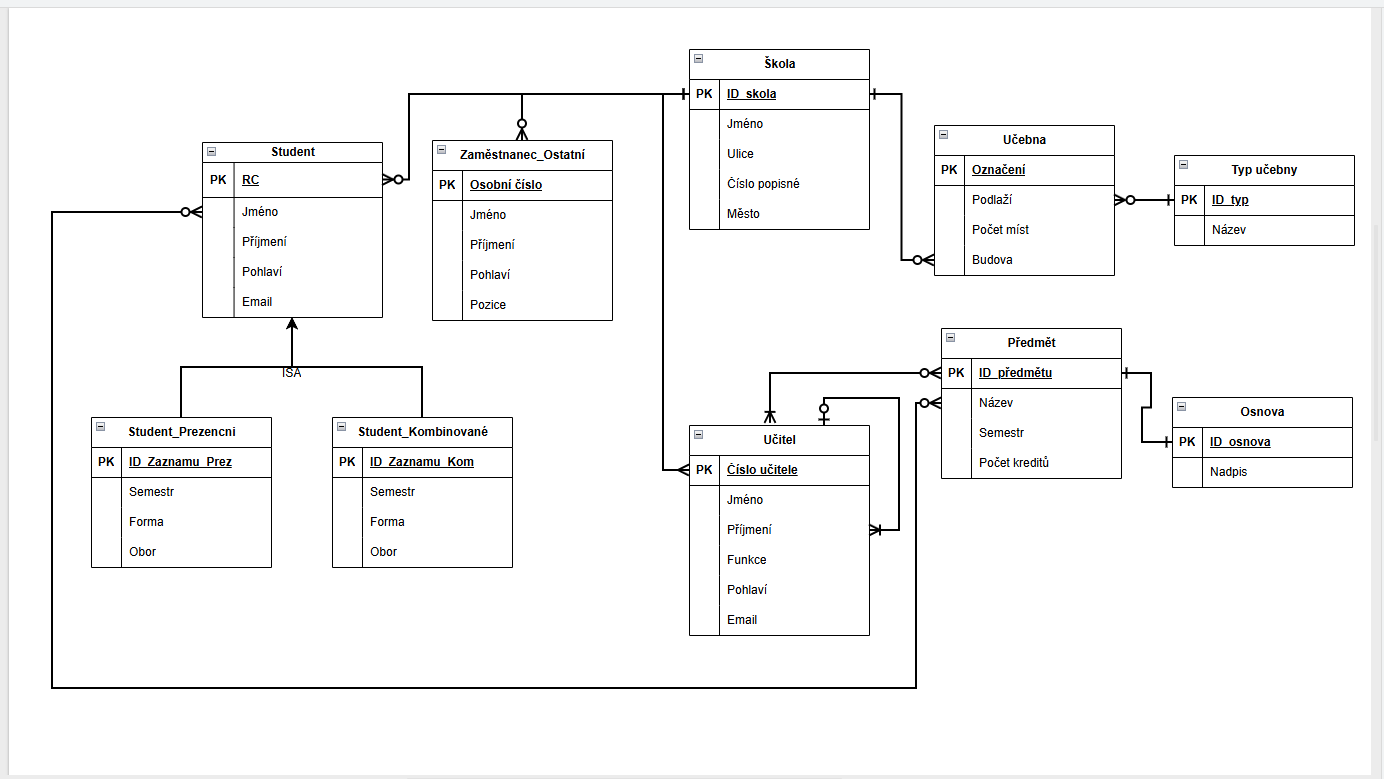 Škola
PK ID_skola
Jméno
Ulice
Číslo popisné
Město
Student
PK RC
Jméno
Příjmení
Pohlaví
Email
Zaměstnanec_Ostatní
PK Osobní číslo
Jméno
Příjmení
Pohlaví
Pozice
Učebna
PK Označení
Podlaží
Počet míst
Budova
Typ učebny
PK ID_typ
Název
ISA
Student_Prezencni
PK ID_Zaznamu_Prez
Semestr
Forma
Obor
Student_Kombinované
PK ID_Zaznamu_Kom
Semestr
Forma
Obor
Učitel
PK Číslo učitele
Jméno
Příjmení
Funkce
Pohlaví
Email
Předmět
PK ID_předmětu
Název
Semestr
Počet kreditů
Osnova
PK ID_osnova
Nadpis